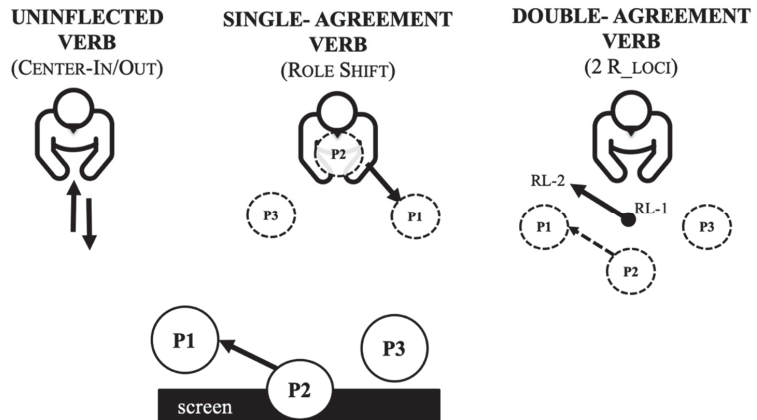 UNINFLECTED
VERB
(CENTER-IN/OUT)
SINGLE- AGREEMENT
VERB
(ROLE SHIFT)
P2
P3
P1
DOUBLE- AGREEMENT
VERB
(2 R_LOCI)
RL-2
RL-1
P1
P3
P2
P1
P3
P2
screen